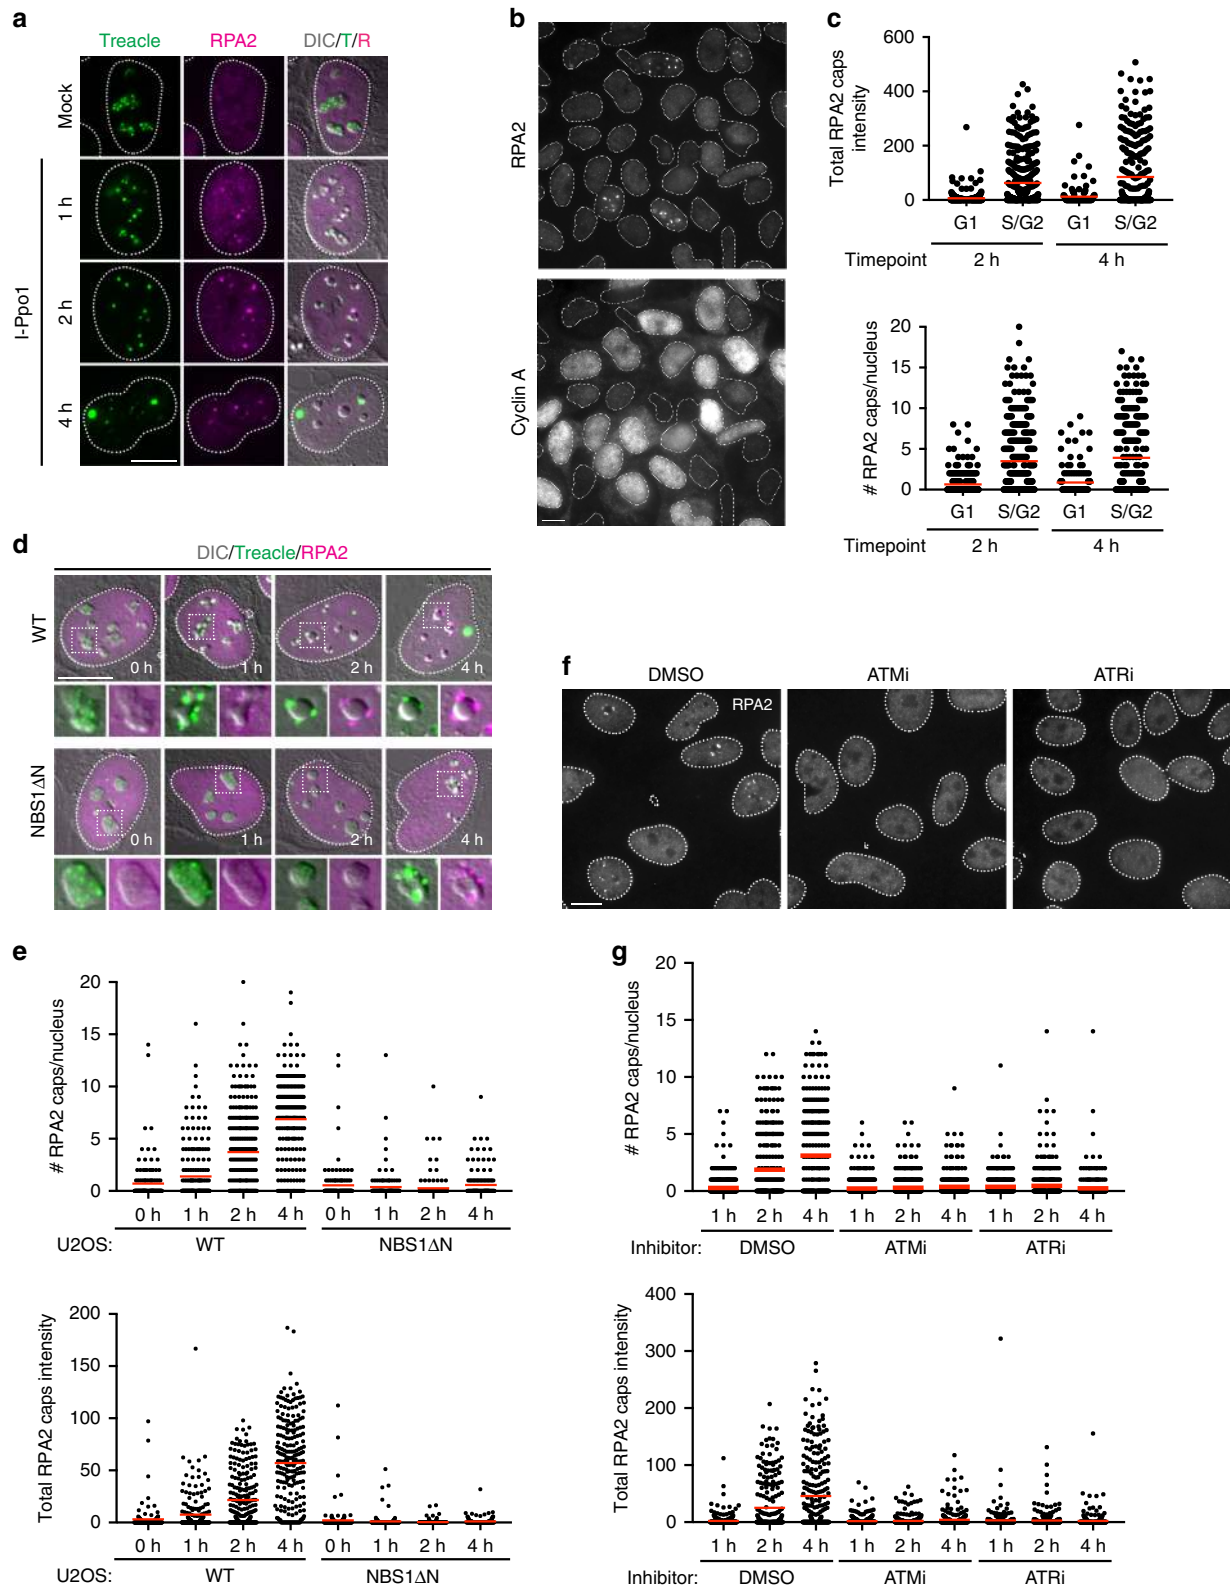 a
Treacle RPA2 DIC/T/R
Mock
I-Ppo1
1 h
2 h
4 h
b
RPA2
Cyclin A
c
Total RPA2 caps intensity
600
400
200
0
G1 S/G2 G1 S/G2
Timepoint 2 h 4 h
# RPA2 caps/nucleus
20
15
10
5
0
G1 S/G2 G1 S/G2
Timepoint 2 h 4 h
d
DIC/Treacle/RPA2
WT
0 h 1 h 2 h 4 h
NBS1ΔN
0 h 1 h 2 h 4 h
f
DMSO ATMi ATRi
RPA2
e
# RPA2 caps/nucleus
20
15
10
5
0
0 h 1 h 2 h 4 h 0 h 1 h 2 h 4 h
U2OS: WT NBS1ΔN
Total RPA2 caps intensity
200
150
100
50
0
0 h 1 h 2 h 4 h 0 h 1 h 2 h 4 h
U2OS: WT NBS1ΔN
g
# RPA2 caps/nucleus
20
15
10
5
0
1 h 2 h 4 h 1 h 2 h 4 h 1 h 2 h 4 h
Inhibitor: DMSO ATMi ATRi
Total RPA2 caps intensity
400
300
200
100
0
1 h 2 h 4 h 1 h 2 h 4 h 1 h 2 h 4 h
Inhibitor: DMSO ATMi ATRi